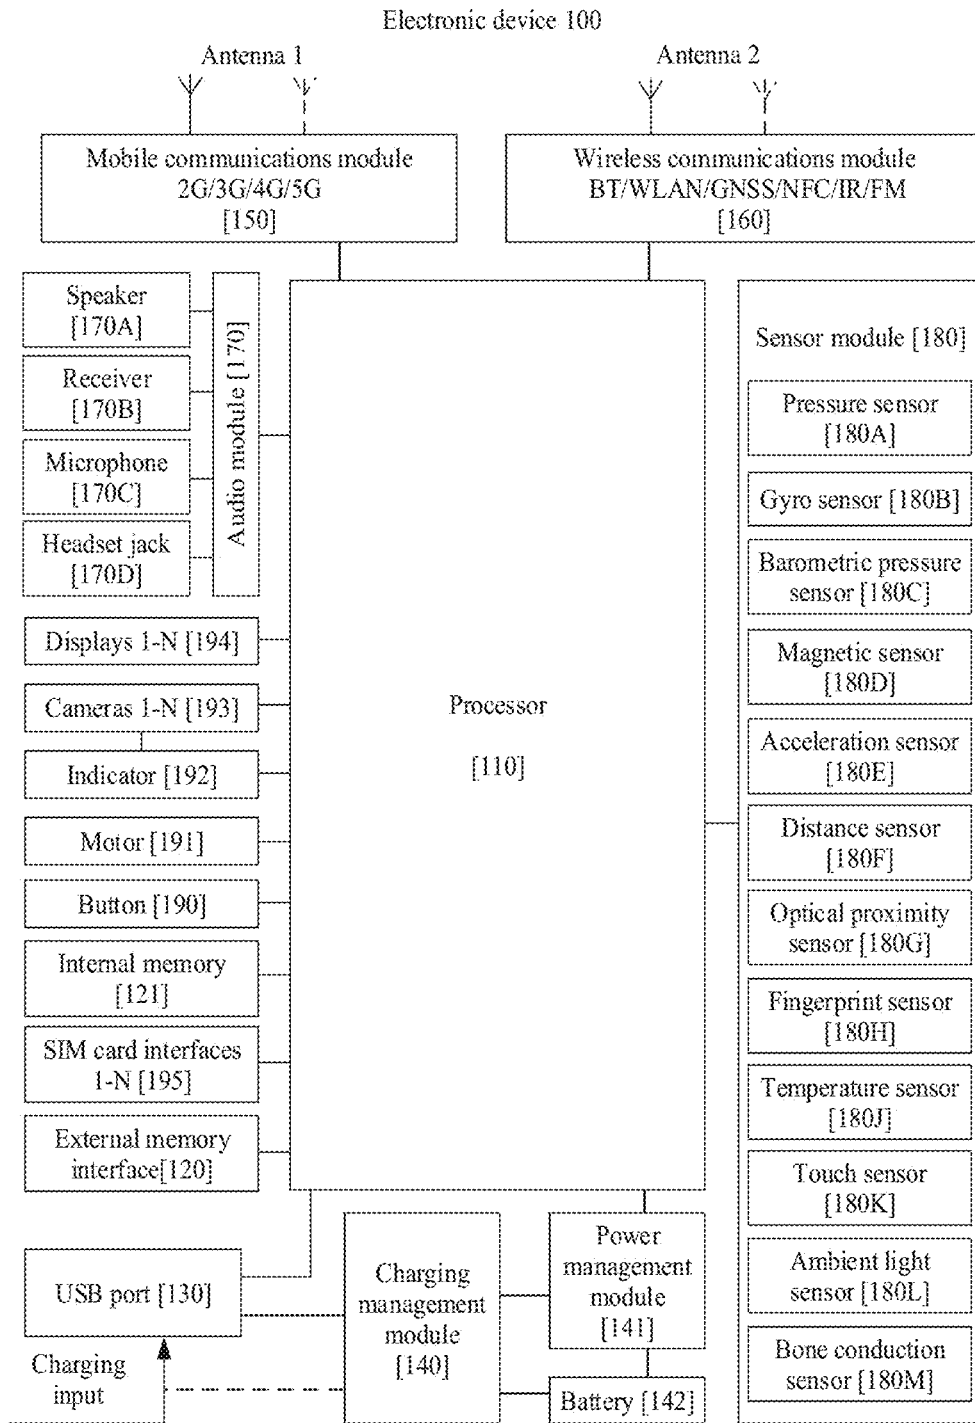 Electronic device 100
Antenna 1
Antenna 2
Mobile communications module
2G/3G/4G/5G
[150]
Wireless communications module
BT/WLAN/GNSS/NFC/IR/FM
[160]
Speaker
[170A]
Receiver
[170B]
Microphone
[170C]
Headset jack
[170D]
Audio module [170]
Displays 1-N [194]
Cameras 1-N [193]
Indicator [192]
Motor [191]
Button [190]
Internal memory
[121]
SIM card interfaces
1-N [195]
External memory
interface[120]
Processor
[110]
Sensor module [180]
Pressure sensor
[180A]
Gyro sensor [180B]
Barometric pressure
sensor [180C]
Magnetic sensor
[180D]
Acceleration sensor
[180E]
Distance sensor
[180F]
Optical proximity
sensor [180G]
Fingerprint sensor
[180H]
Temperature sensor
[180J]
Touch sensor
[180K]
Ambient light
sensor [180L]
Bone conduction
sensor [180M]
USB port [130]
Charging
input
Charging
management
module
[140]
Power
management
module
[141]
Battery [142]